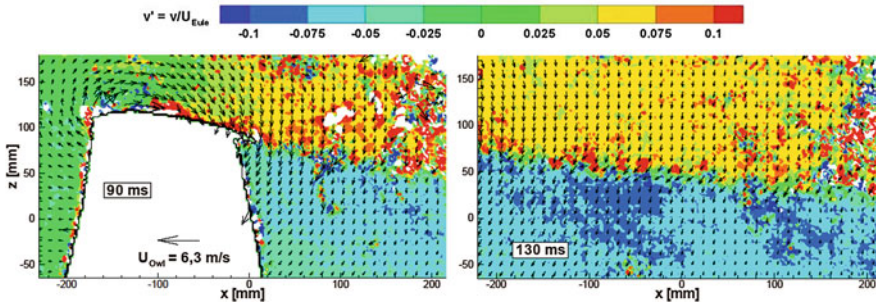 v' = v/U_Eule
-0.1 -0.075 -0.05 -0.025 0 0.025 0.05 0.075 0.1
150
100
50
0
-50
z [mm]
90 ms
U_Owl = 6,3 m/s
-200 -100 0 100 200
x [mm]
150
100
50
0
-50
130 ms
-200 -100 0 100 200
x [mm]